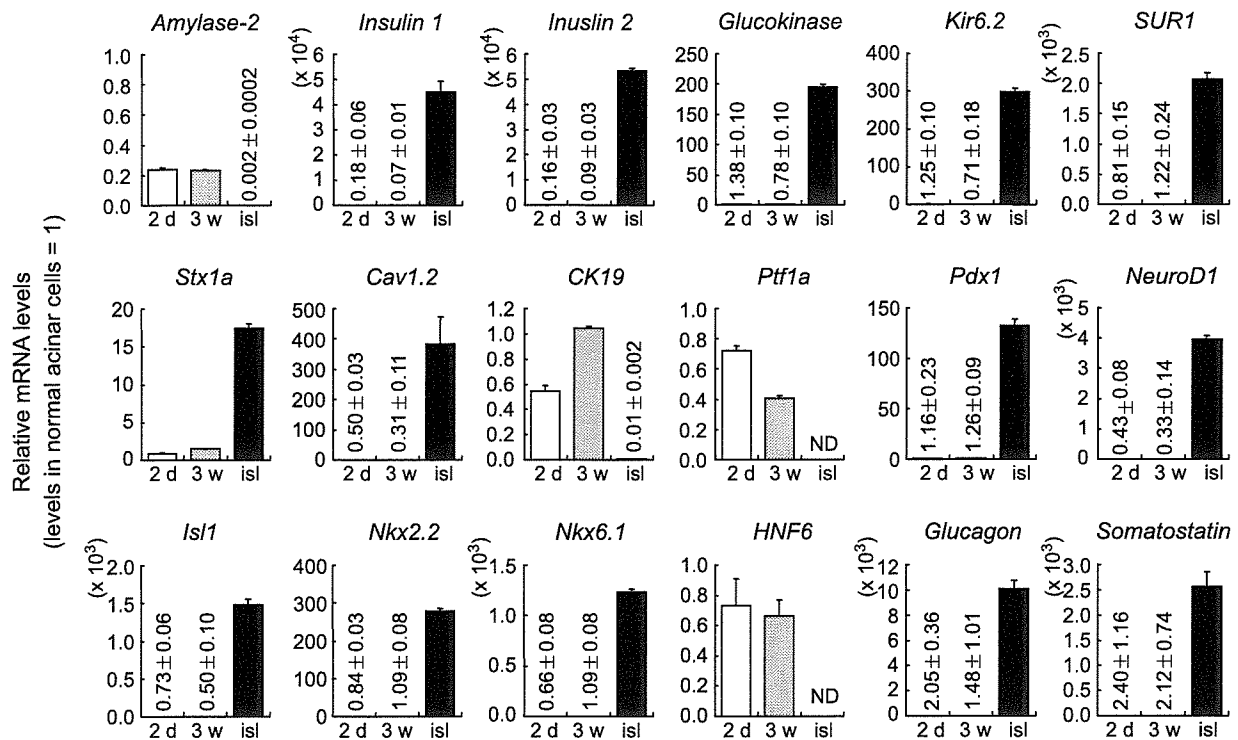 Relative mRNA levels
(levels in normal acinar cells = 1)
Amylase-2
1.0
0.8
0.6
0.4
0.2
0.0
0.002±0.0002
2 d 3 w isl
Insulin 1
(x 10⁴)
6
5
4
3
2
1
0
0.18±0.06
0.07±0.01
2 d 3 w isl
Inuslin 2
(x 10⁴)
6
5
4
3
2
1
0
0.16±0.03
0.09±0.03
2 d 3 w isl
Glucokinase
250
200
150
100
50
0
1.38±0.10
0.78±0.10
2 d 3 w isl
Kir6.2
400
300
200
100
0
1.25±0.10
0.71±0.18
2 d 3 w isl
SUR1
(x 10³)
2.5
2.0
1.5
1.0
0.5
0.0
0.81±0.15
1.22±0.24
2 d 3 w isl
Stx1a
20
15
10
5
0
2 d 3 w isl
Cav1.2
500
400
300
200
100
0
0.50±0.03
0.31±0.11
2 d 3 w isl
CK19
1.2
1.0
0.8
0.6
0.4
0.2
0.0
0.01±0.002
2 d 3 w isl
Ptf1a
1.0
0.8
0.6
0.4
0.2
0.0
ND
2 d 3 w isl
Pdx1
150
100
50
0
1.16±0.23
1.26±0.09
2 d 3 w isl
NeuroD1
(x 10³)
5
4
3
2
1
0
0.43±0.08
0.33±0.14
2 d 3 w isl
Isl1
(x 10³)
2.0
1.5
1.0
0.5
0.0
0.73±0.06
0.50±0.10
2 d 3 w isl
Nkx2.2
400
300
200
100
0
0.84±0.03
1.09±0.08
2 d 3 w isl
Nkx6.1
(x 10³)
1.5
1.0
0.5
0.0
0.66±0.08
1.09±0.08
2 d 3 w isl
HNF6
1.0
0.8
0.6
0.4
0.2
0.0
ND
2 d 3 w isl
Glucagon
(x 10³)
12
10
8
6
4
2
0
2.05±0.36
1.48±1.01
2 d 3 w isl
Somatostatin
(x 10³)
3.0
2.5
2.0
1.5
1.0
0.5
0.0
2.40±1.16
2.12±0.74
2 d 3 w isl